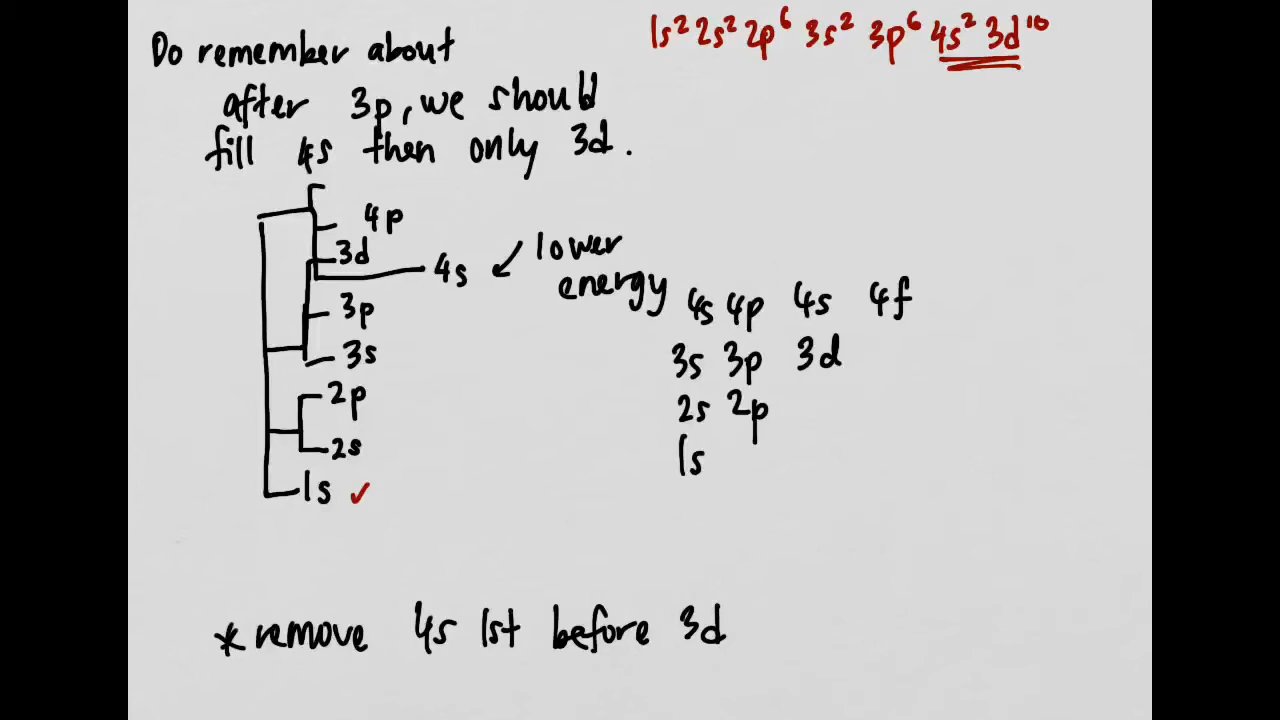 Do remember about
after 3p, we should
fill 4s then only 3d.
1s² 2s² 2p⁶ 3s² 3p⁶ 4s² 3d¹⁰
4p
3d
4s ↙ lower
energy
3p
3s
2p
2s
1s ✓
4s 4p 4s 4f
3s 3p 3d
2s 2p
1s
*remove 4s 1st before 3d